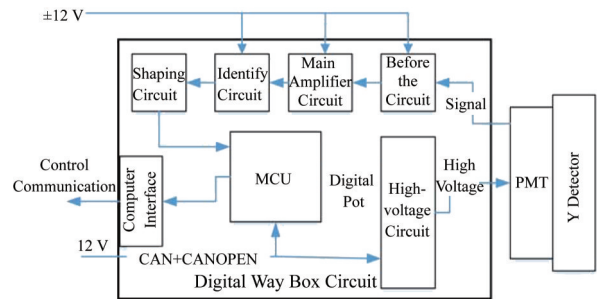 ±12 V
Shaping
Circuit
Identify
Circuit
Main
Amplifier
Circuit
Before
the
Circuit
Signal
Control
Communication
Computer
Interface
MCU
Digital
Pot
High-
voltage
Circuit
High
Voltage
PMT
Y Detector
12 V
CAN+CANOPEN
Digital Way Box Circuit